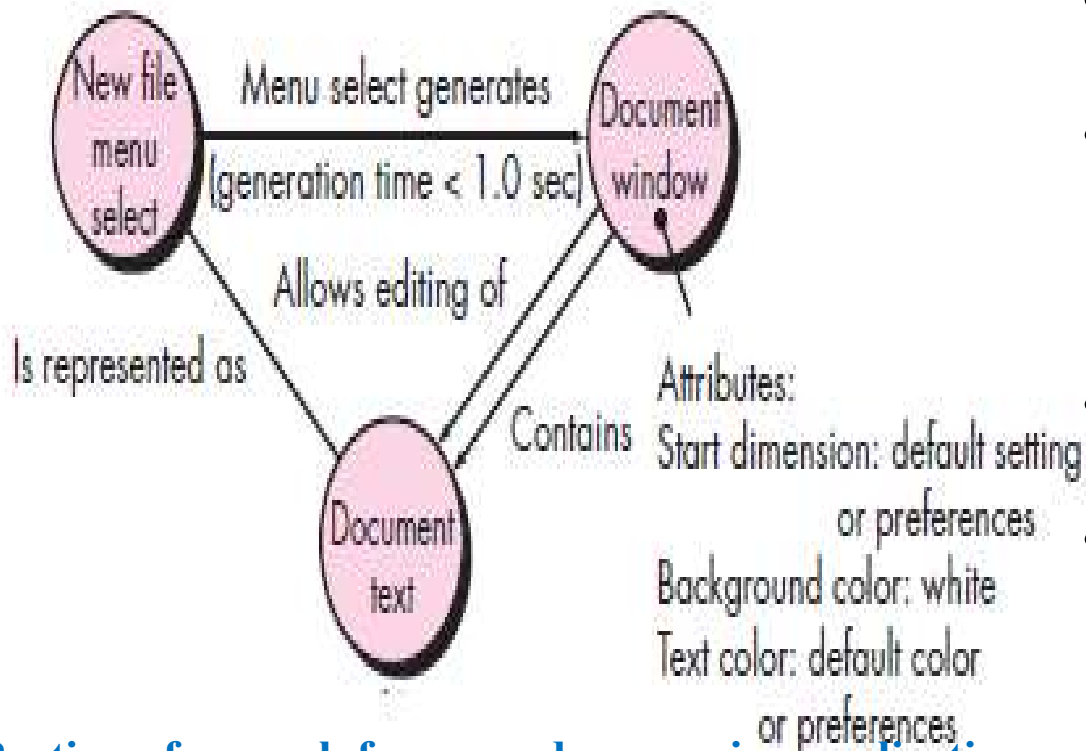 New file
menu
select
Menu select generates
(generation time < 1.0 sec)
Document
window
Allows editing of
Is represented as
Contains
Document
text
Attributes:
Start dimension: default setting
or preferences
Background color: white
Text color: default color
or preferences